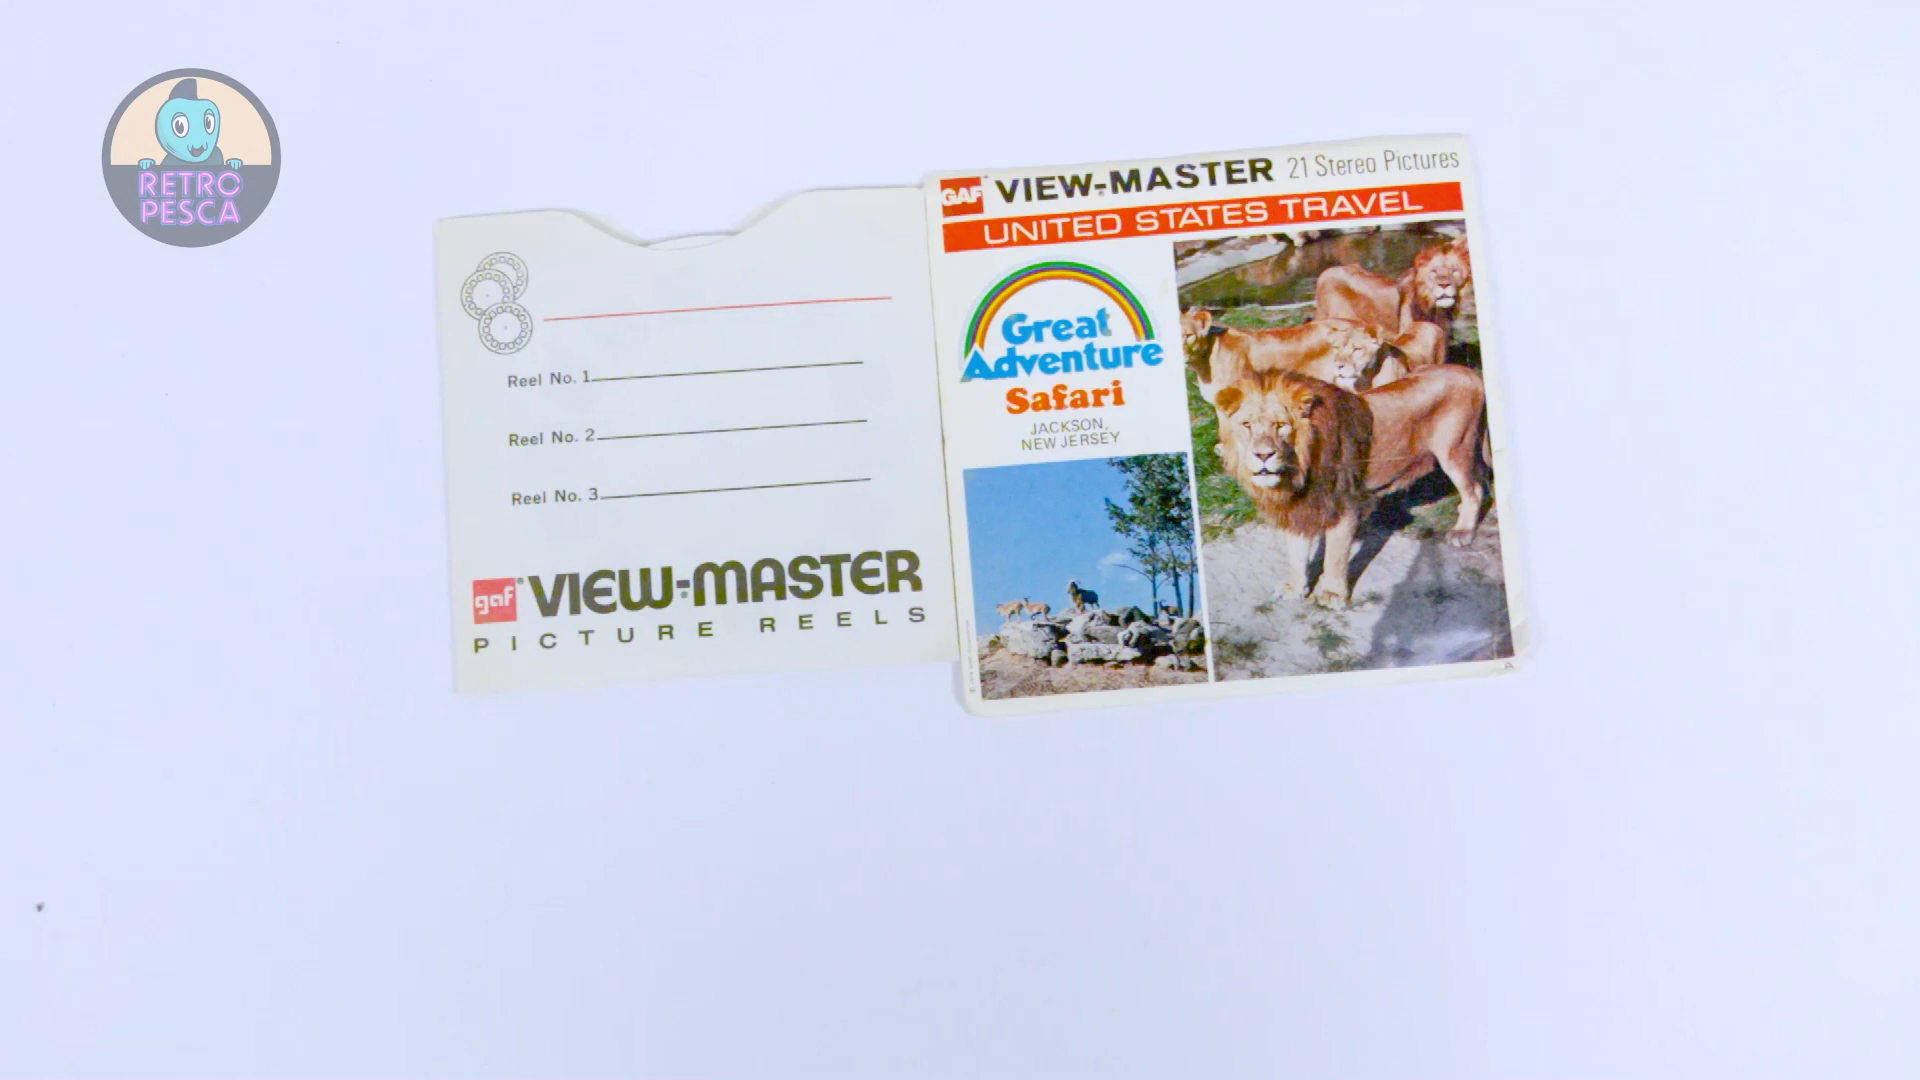 RETRO
PESCA
Reel No. 1
Reel No. 2
Reel No. 3
gaf® VIEW-MASTER
PICTURE REELS
GAF® VIEW-MASTER 21 Stereo Pictures
UNITED STATES TRAVEL
Great
Adventure
Safari
JACKSON,
NEW JERSEY
A